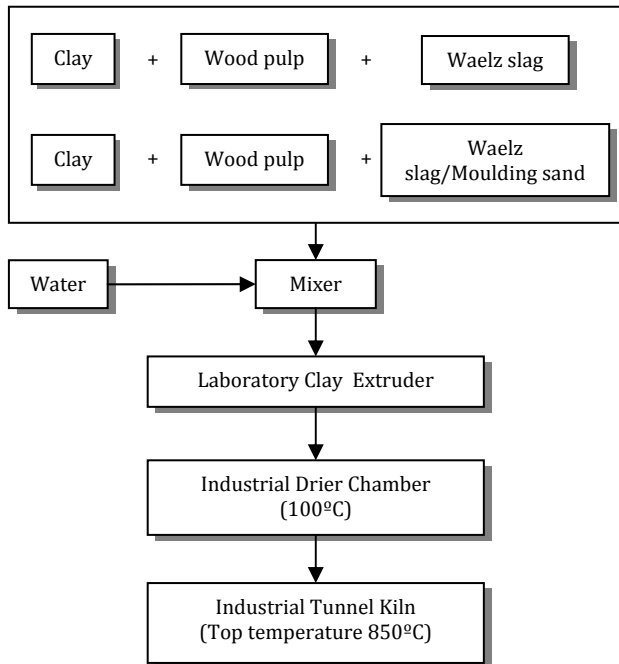 Clay + Wood pulp + Waelz slag
Clay + Wood pulp + Waelz
slag/Moulding sand
Water
Mixer
Laboratory Clay Extruder
Industrial Drier Chamber
(100ºC)
Industrial Tunnel Kiln
(Top temperature 850ºC)